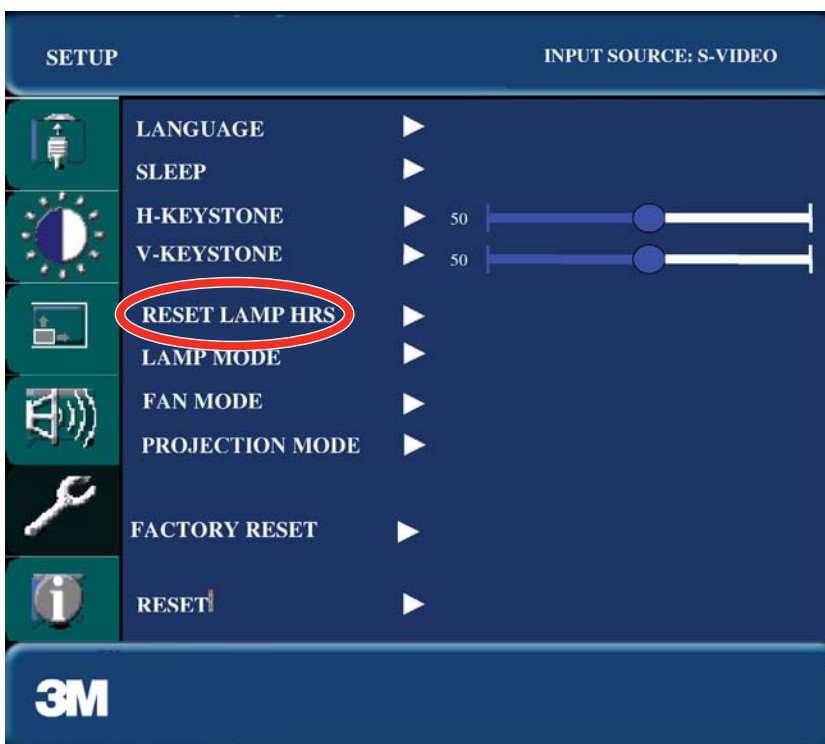 SETUP INPUT SOURCE: S-VIDEO
LANGUAGE
SLEEP
H-KEYSTONE 50
V-KEYSTONE 50
RESET LAMP HRS
LAMP MODE
FAN MODE
PROJECTION MODE
FACTORY RESET
RESET
3M